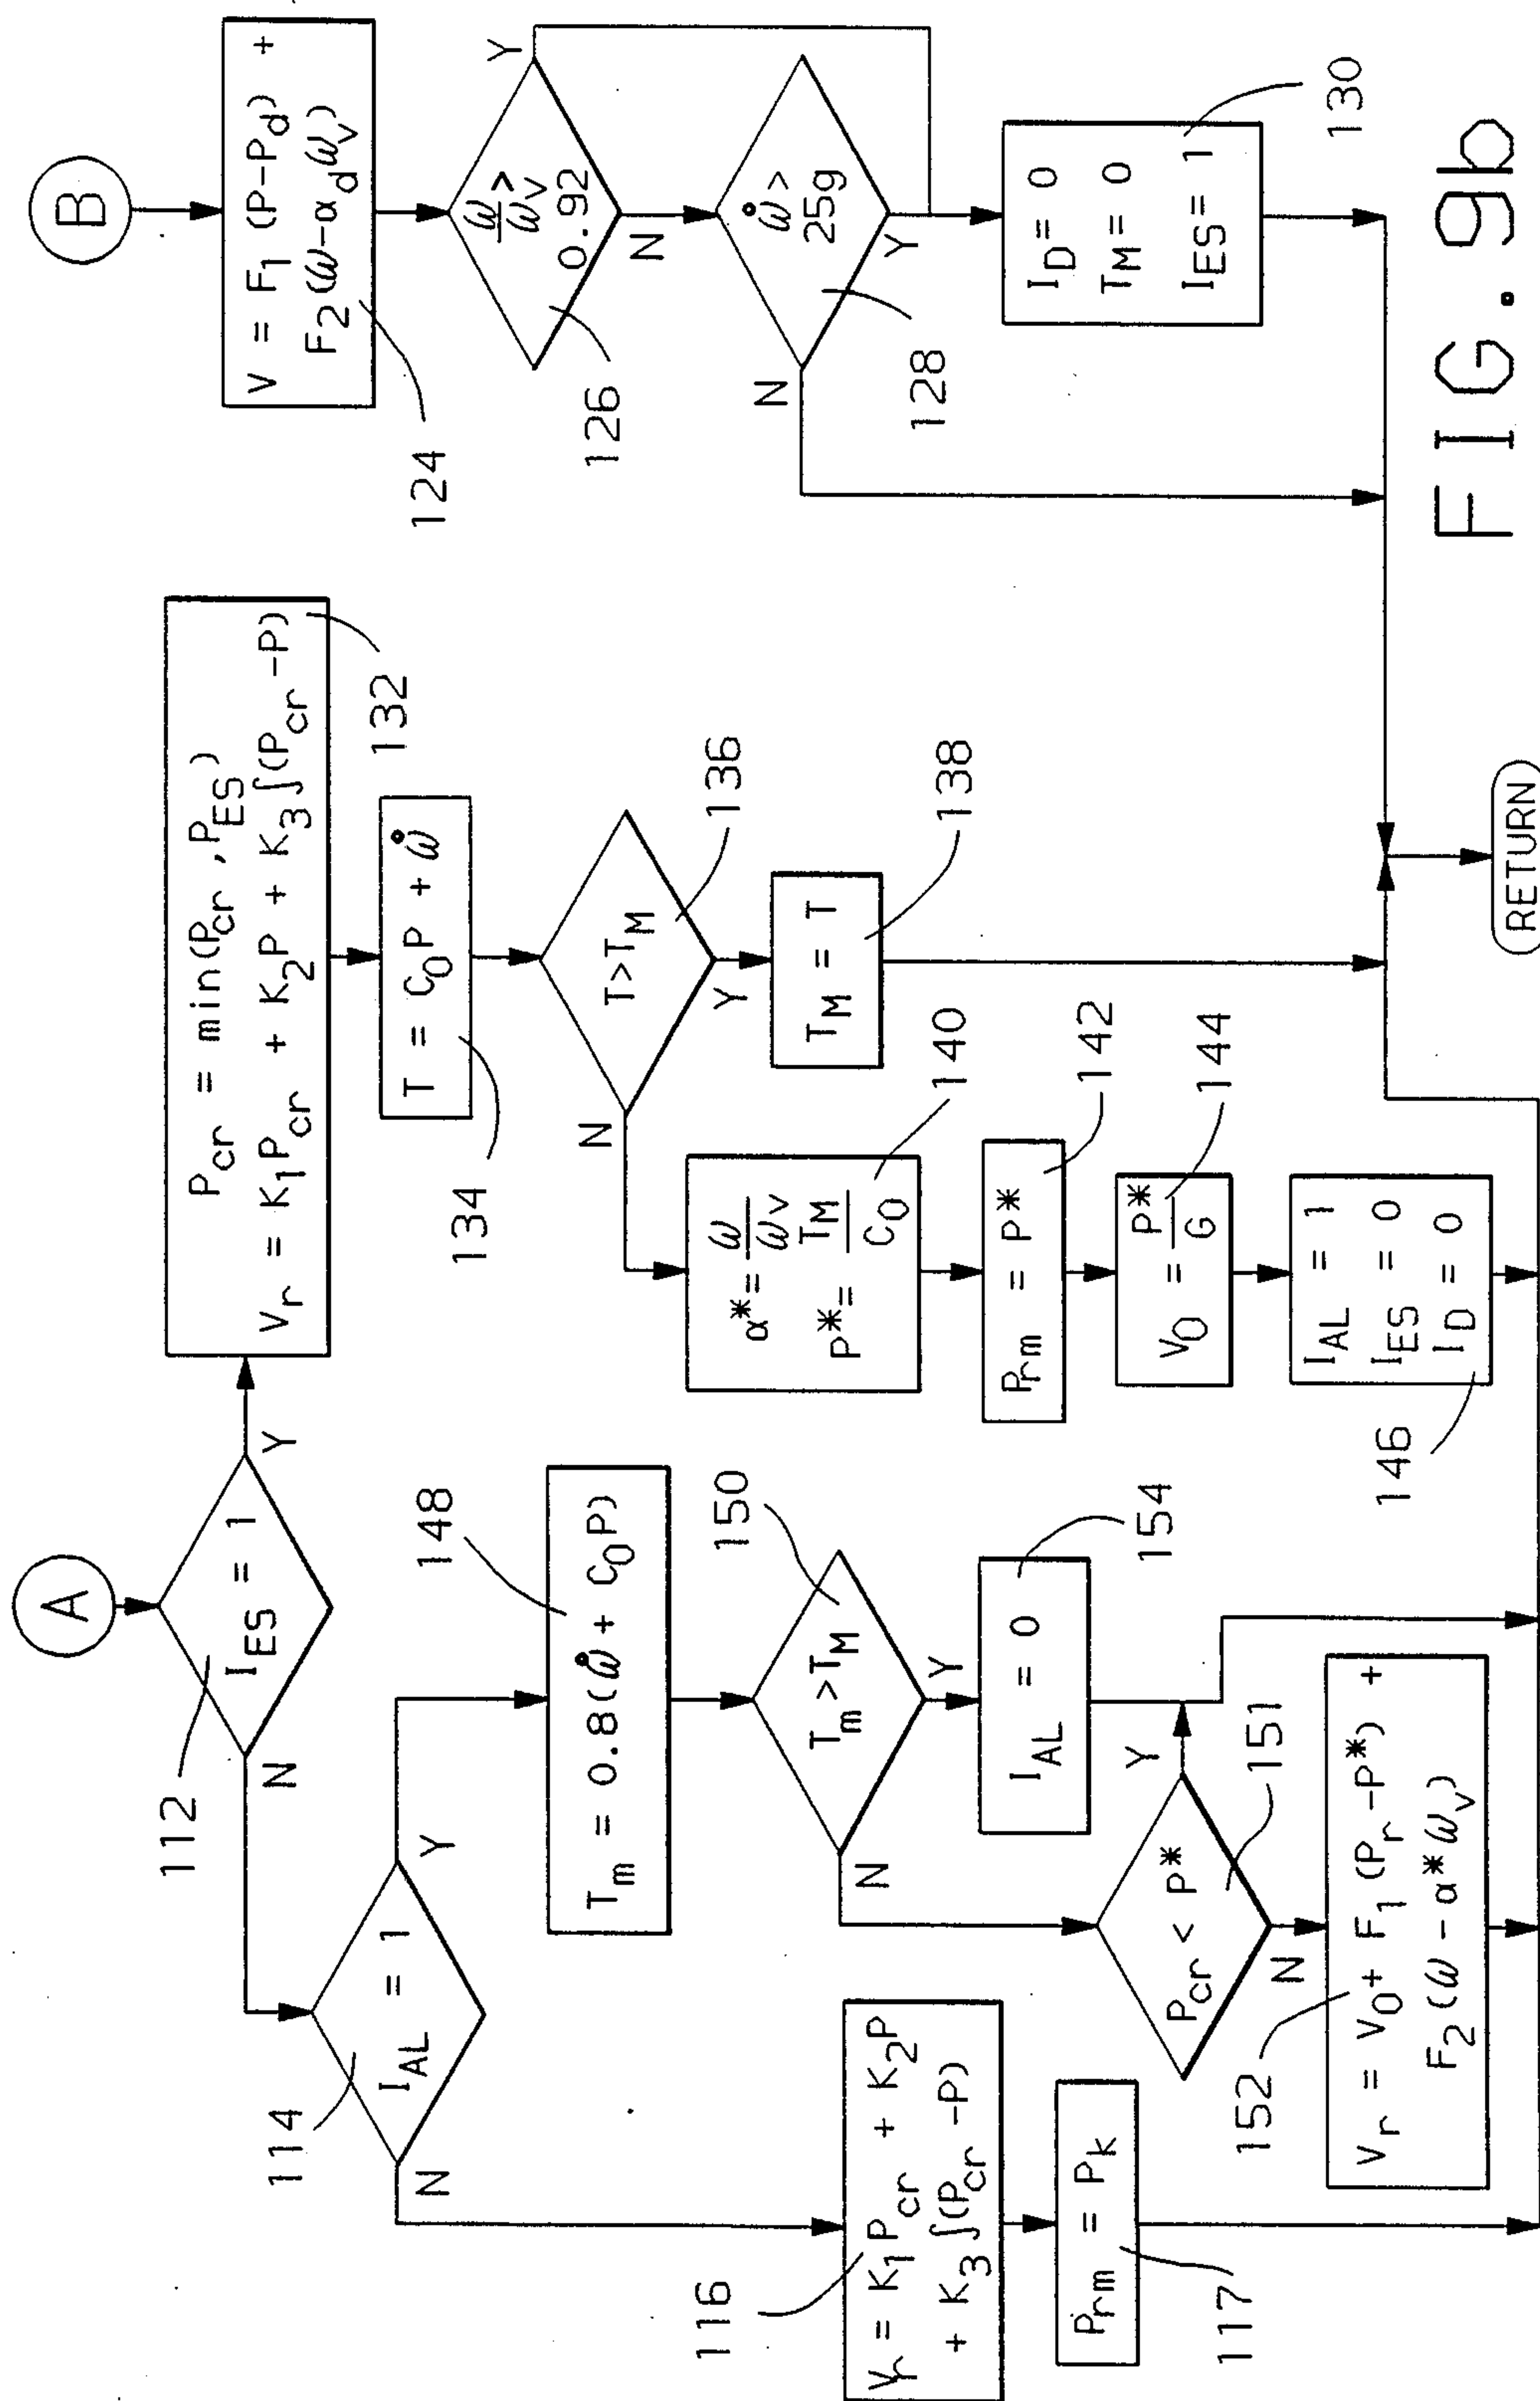 A
112
I_ES = 1
Y
N
P_cr = min(P_cr, P_ES)
V_r = K_1P_cr + K_2P + K_3∫(P_cr -P)
132
T = C_0P + ω̊
134
T>T_M
136
Y
N
T_M = T
138
α*= ω/ω_v
P*= T_M/C_0
140
P_rm = P*
142
V_0 = P*/G
144
I_AL = 1
I_ES = 0
I_D = 0
146
114
I_AL = 1
Y
N
T_m = 0.8(ω̊ + C_0P)
148
T_m>T_M
150
Y
N
I_AL = 0
154
P_cr < P*
151
Y
N
V_r = V_0+ F_1(P_r-P*) +
F_2(ω - α*ω_v)
152
V_r = K_1P_cr + K_2P
+ K_3∫(P_cr -P)
116
P_rm = P_k
117
B
V = F_1 (P-P_d) +
F_2(ω-α_dω_v)
124
ω/ω_v >
0.92
126
Y
N
ω̊ >
25g
128
N
Y
I_D= 0
T_M= 0
I_ES= 1
130
RETURN
FIG. 9b